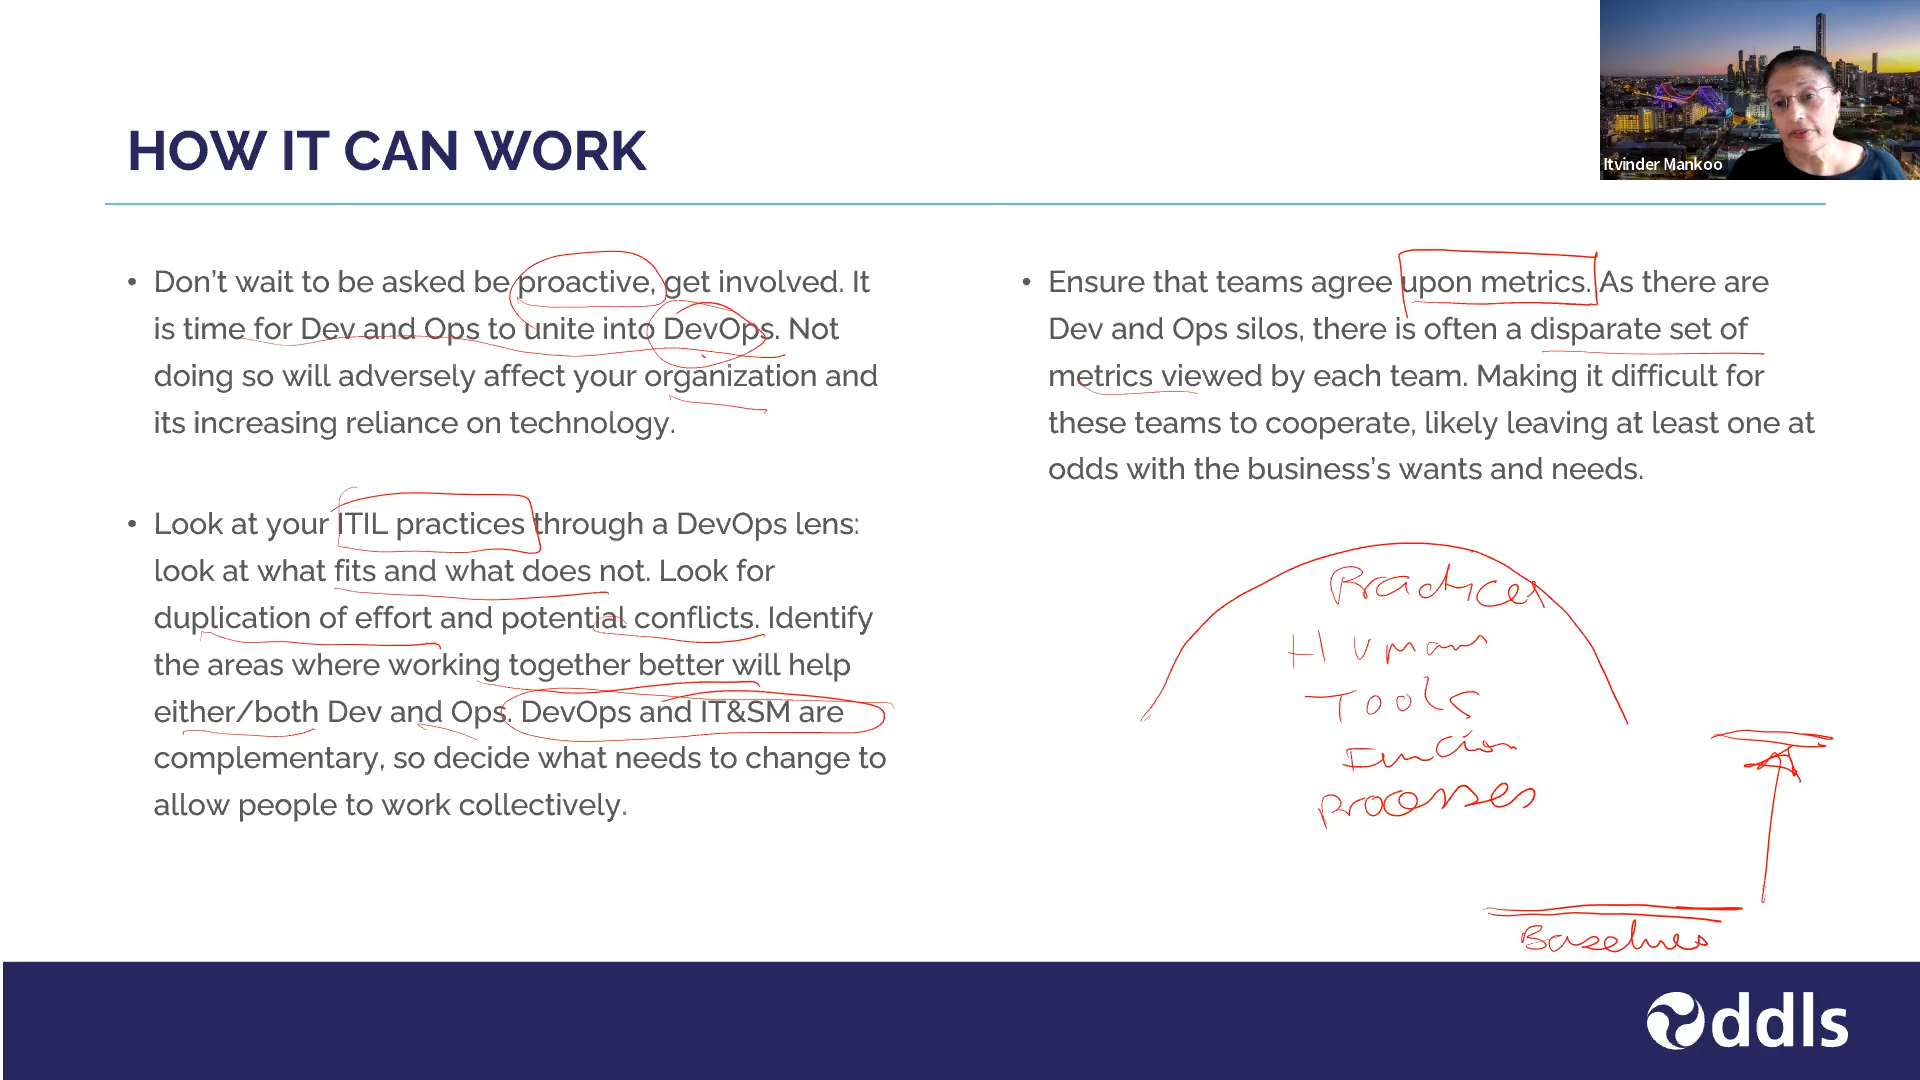 Itvinder Mankoo
HOW IT CAN WORK
• Don't wait to be asked be proactive, get involved. It
is time for Dev and Ops to unite into DevOps. Not
doing so will adversely affect your organization and
its increasing reliance on technology.
• Look at your ITIL practices through a DevOps lens:
look at what fits and what does not. Look for
duplication of effort and potential conflicts. Identify
the areas where working together better will help
either/both Dev and Ops. DevOps and IT&SM are
complementary, so decide what needs to change to
allow people to work collectively.
• Ensure that teams agree upon metrics. As there are
Dev and Ops silos, there is often a disparate set of
metrics viewed by each team. Making it difficult for
these teams to cooperate, likely leaving at least one at
odds with the business's wants and needs.
Practices
Humans
Tools
Function
Processes
Baselines
ddls